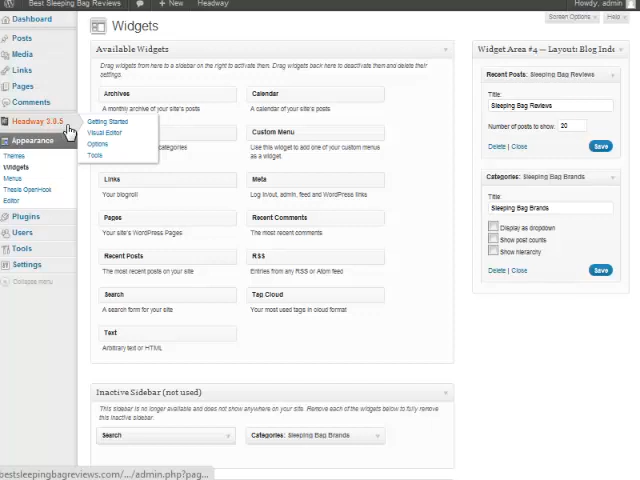 Best Sleeping Bag Reviews
+ New
Headway
Howdy, admin
Screen Options
Help
Dashboard
Posts
Media
Links
Pages
Comments
Headway 3.0.5
Getting Started
Visual Editor
Options
Tools
Appearance
Themes
Widgets
Menus
Thesis OpenHook
Editor
Plugins
Users
Tools
Settings
Collapse menu
Widgets
Available Widgets
Drag widgets from here to a sidebar on the right to activate them. Drag widgets back here to deactivate them and delete their
settings.
Archives
A monthly archive of your site's posts
Calendar
A calendar of your site's posts
categories
Custom Menu
Use this widget to add one of your custom menus
as a widget.
Links
Your blogroll
Meta
Log in/out, admin, feed and WordPress links
Pages
Your site's WordPress Pages
Recent Comments
The most recent comments
Recent Posts
The most recent posts on your site
RSS
Entries from any RSS or Atom feed
Search
A search form for your site
Tag Cloud
Your most used tags in cloud format
Text
Arbitrary text or HTML
Inactive Sidebar (not used)
This sidebar is no longer available and does not show anywhere on your site. Remove each of the widgets below to fully remove
this inactive sidebar.
Search
Categories: Sleeping Bag Brands
Widget Area #4 — Layout: Blog Inde
Recent Posts: Sleeping Bag Reviews
Title:
Sleeping Bag Reviews
Number of posts to show: 20
Delete | Close
Save
Categories: Sleeping Bag Brands
Title:
Sleeping Bag Brands
Display as dropdown
Show post counts
Show hierarchy
Delete | Close
Save
bestsleepingbagreviews.com/.../admin.php?pag...